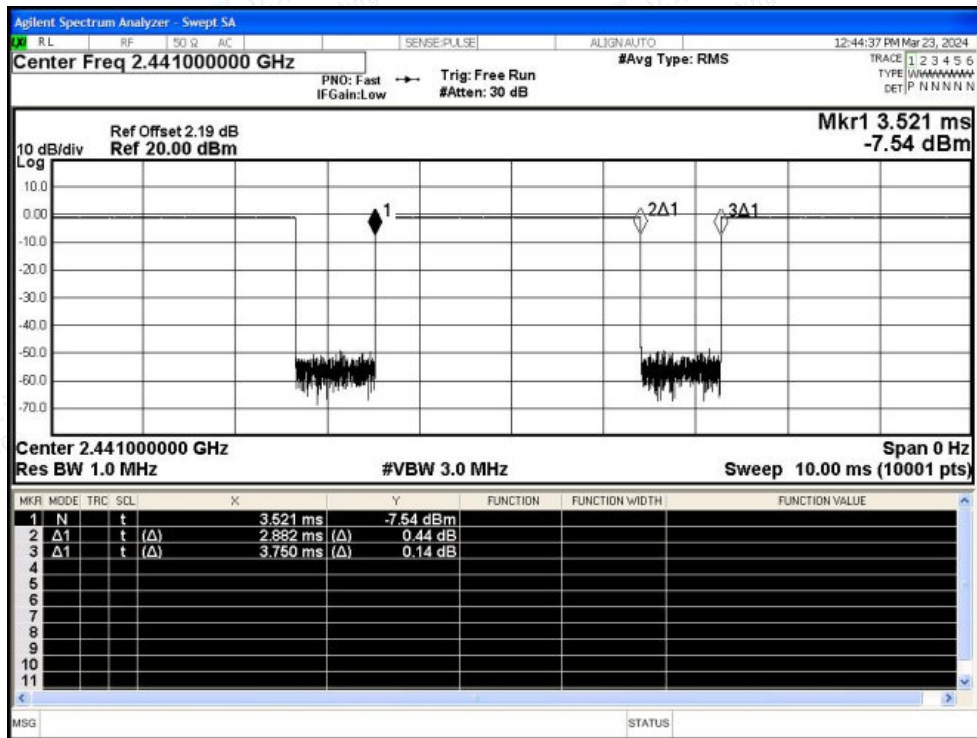 Agilent Spectrum Analyzer - Swept SA
LXI RL RF 50 Ω AC SENSE:PULSE ALIGN AUTO 12:44:37 PM Mar 23, 2024
Center Freq 2.441000000 GHz #Avg Type: RMS TRACE 1 2 3 4 5 6
PNO: Fast Trig: Free Run TYPE WWWWWW
IFGain:Low #Atten: 30 dB DET P N N N N N
Mkr1 3.521 ms
Ref Offset 2.19 dB -7.54 dBm
10 dB/div Ref 20.00 dBm
Log
10.0
0.00 1 2Δ1 3Δ1
-10.0
-20.0
-30.0
-40.0
-50.0
-60.0
-70.0
Center 2.441000000 GHz Span 0 Hz
Res BW 1.0 MHz #VBW 3.0 MHz Sweep 10.00 ms (10001 pts)
MKR MODE TRC SCL X Y FUNCTION FUNCTION WIDTH FUNCTION VALUE
1 N t 3.521 ms -7.54 dBm
2 Δ1 t (Δ) 2.882 ms (Δ) 0.44 dB
3 Δ1 t (Δ) 3.750 ms (Δ) 0.14 dB
4
5
6
7
8
9
10
11
MSG STATUS